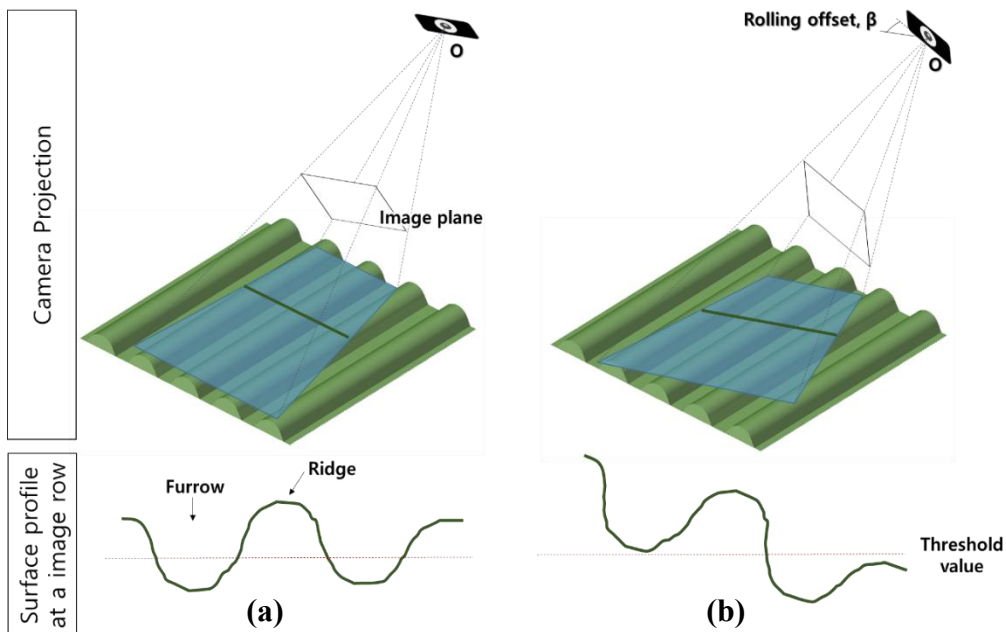 Camera Projection
O
Image plane
Rolling offset, β
O
Surface profile
at a image row
Furrow
Ridge
(a)
Threshold
value
(b)